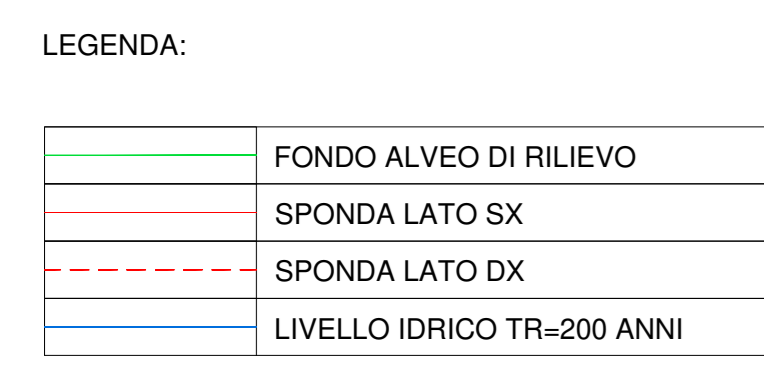 LEGENDA:
FONDO ALVEO DI RILIEVO
SPONDA LATO SX
SPONDA LATO DX
LIVELLO IDRICO TR=200 ANNI